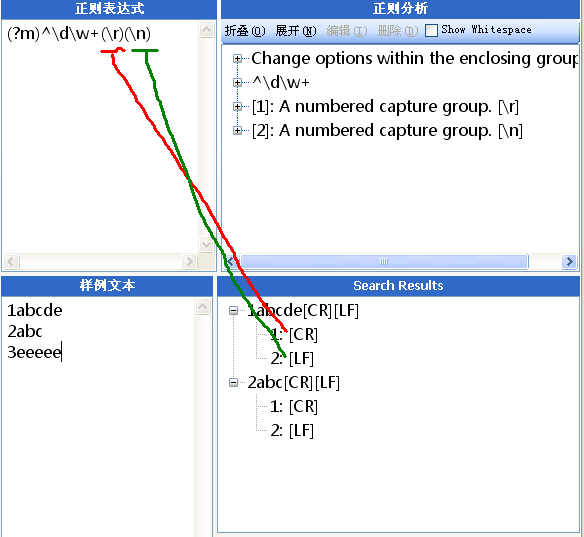 正则表达式
(?m)^\d\w+(\r)(\n)
正则分析
折叠(O) 展开(N) 编辑(I) 删除(D) Show Whitespace
Change options within the enclosing group
^\d\w+
[1]: A numbered capture group. [\r]
[2]: A numbered capture group. [\n]
样例文本
1abcde
2abc
3eeeee
Search Results
1abcde[CR][LF]
1: [CR]
2: [LF]
2abc[CR][LF]
1: [CR]
2: [LF]